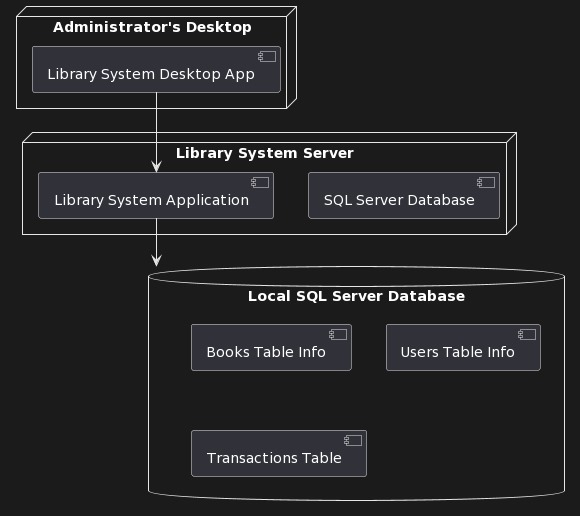 Administrator's Desktop
Library System Desktop App
Library System Server
Library System Application
SQL Server Database
Local SQL Server Database
Books Table Info
Users Table Info
Transactions Table